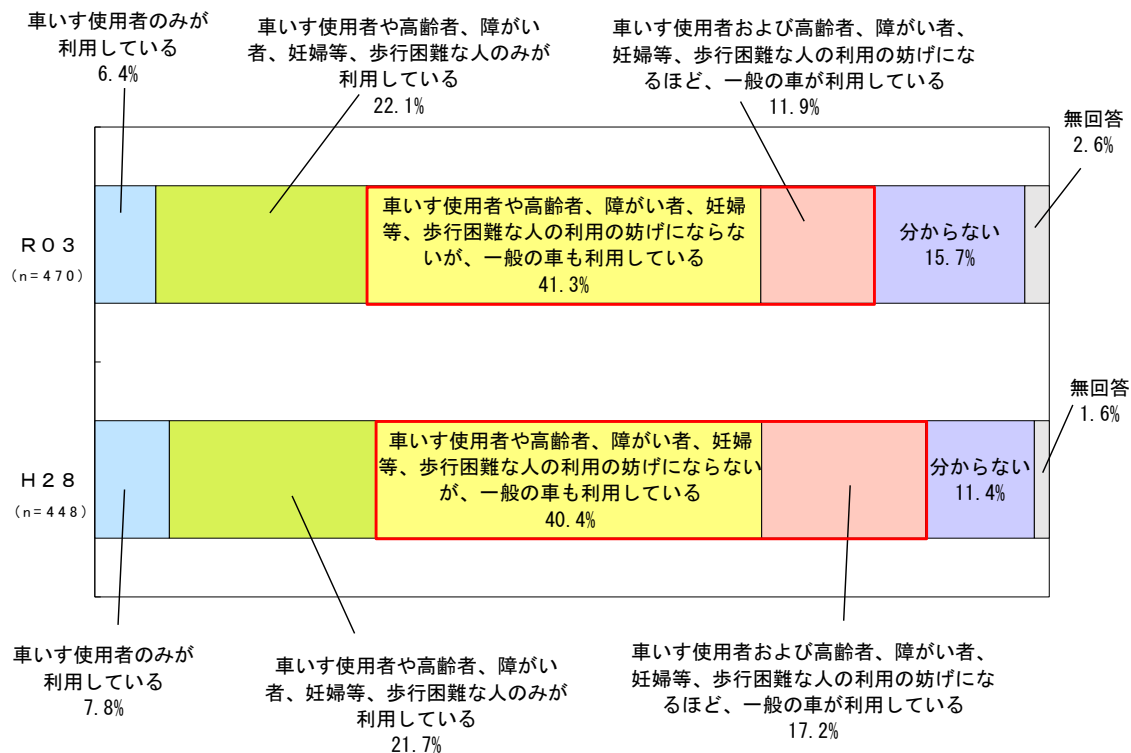 車いす使用者のみが
利用している
6.4%
車いす使用者や高齢者、障がい
者、妊婦等、歩行困難な人のみが
利用している
22.1%
車いす使用者および高齢者、障がい者、
妊婦等、歩行困難な人の利用の妨げにな
るほど、一般の車が利用している
11.9%
無回答
2.6%
R03
(n=470)
車いす使用者や高齢者、障がい者、妊婦
等、歩行困難な人の利用の妨げにならな
いが、一般の車も利用している
41.3%
分からない
15.7%
無回答
1.6%
H28
(n=448)
車いす使用者や高齢者、障がい者、妊婦
等、歩行困難な人の利用の妨げにならない
が、一般の車も利用している
40.4%
分からない
11.4%
車いす使用者のみが
利用している
7.8%
車いす使用者や高齢者、障がい
者、妊婦等、歩行困難な人のみが
利用している
21.7%
車いす使用者および高齢者、障がい者、
妊婦等、歩行困難な人の利用の妨げにな
るほど、一般の車が利用している
17.2%